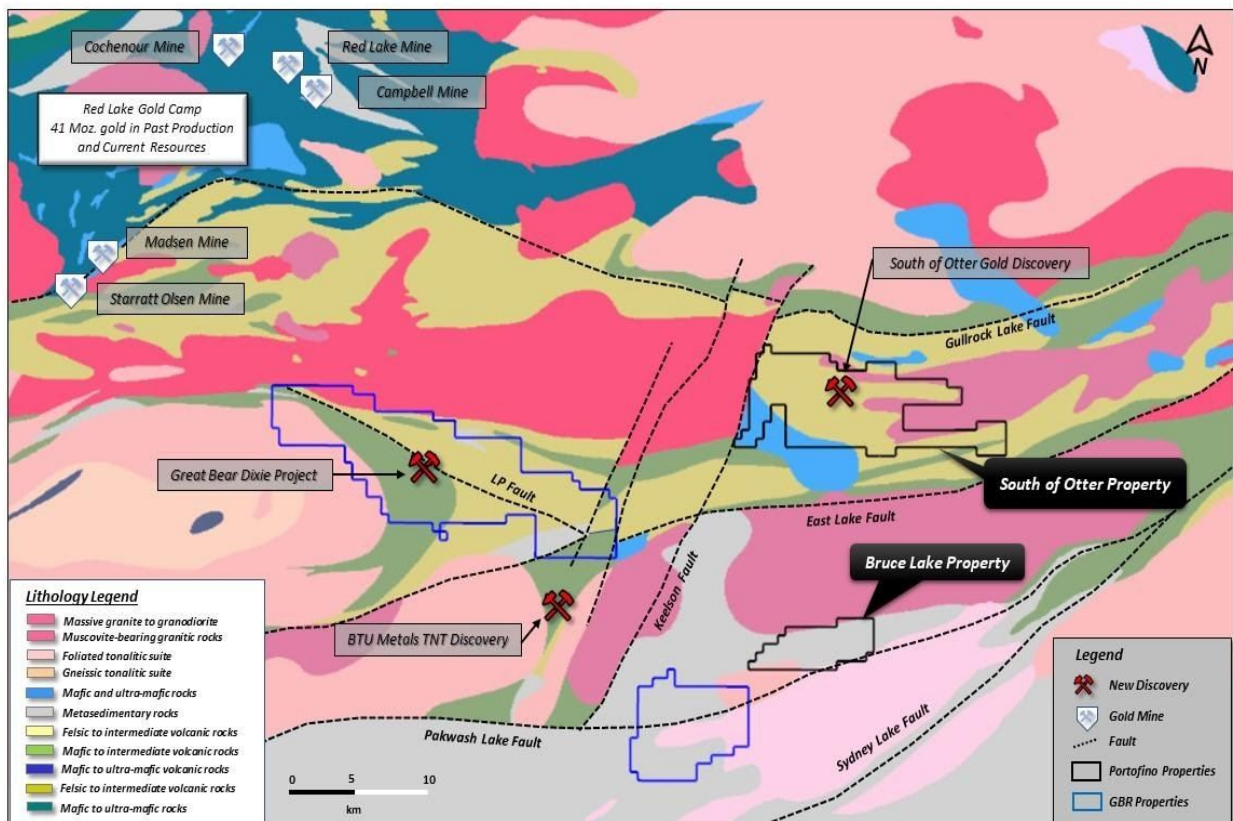 Cochenour Mine
Red Lake Mine
Campbell Mine
N
Red Lake Gold Camp
41 Moz. gold in Past Production
and Current Resources
Madsen Mine
Starratt Olsen Mine
South of Otter Gold Discovery
Gullrock Lake Fault
Great Bear Dixie Project
LP Fault
South of Otter Property
East Lake Fault
Bruce Lake Property
Keelson Fault
BTU Metals TNT Discovery
Pakwash Lake Fault
Sydney Lake Fault
Lithology Legend
Massive granite to granodiorite
Muscovite-bearing granitic rocks
Foliated tonalitic suite
Gneissic tonalitic suite
Mafic and ultra-mafic rocks
Metasedimentary rocks
Felsic to intermediate volcanic rocks
Mafic to intermediate volcanic rocks
Mafic to ultra-mafic volcanic rocks
Felsic to intermediate volcanic rocks
Mafic to ultra-mafic rocks
0 5 10
km
Legend
New Discovery
Gold Mine
Fault
Portofino Properties
GBR Properties